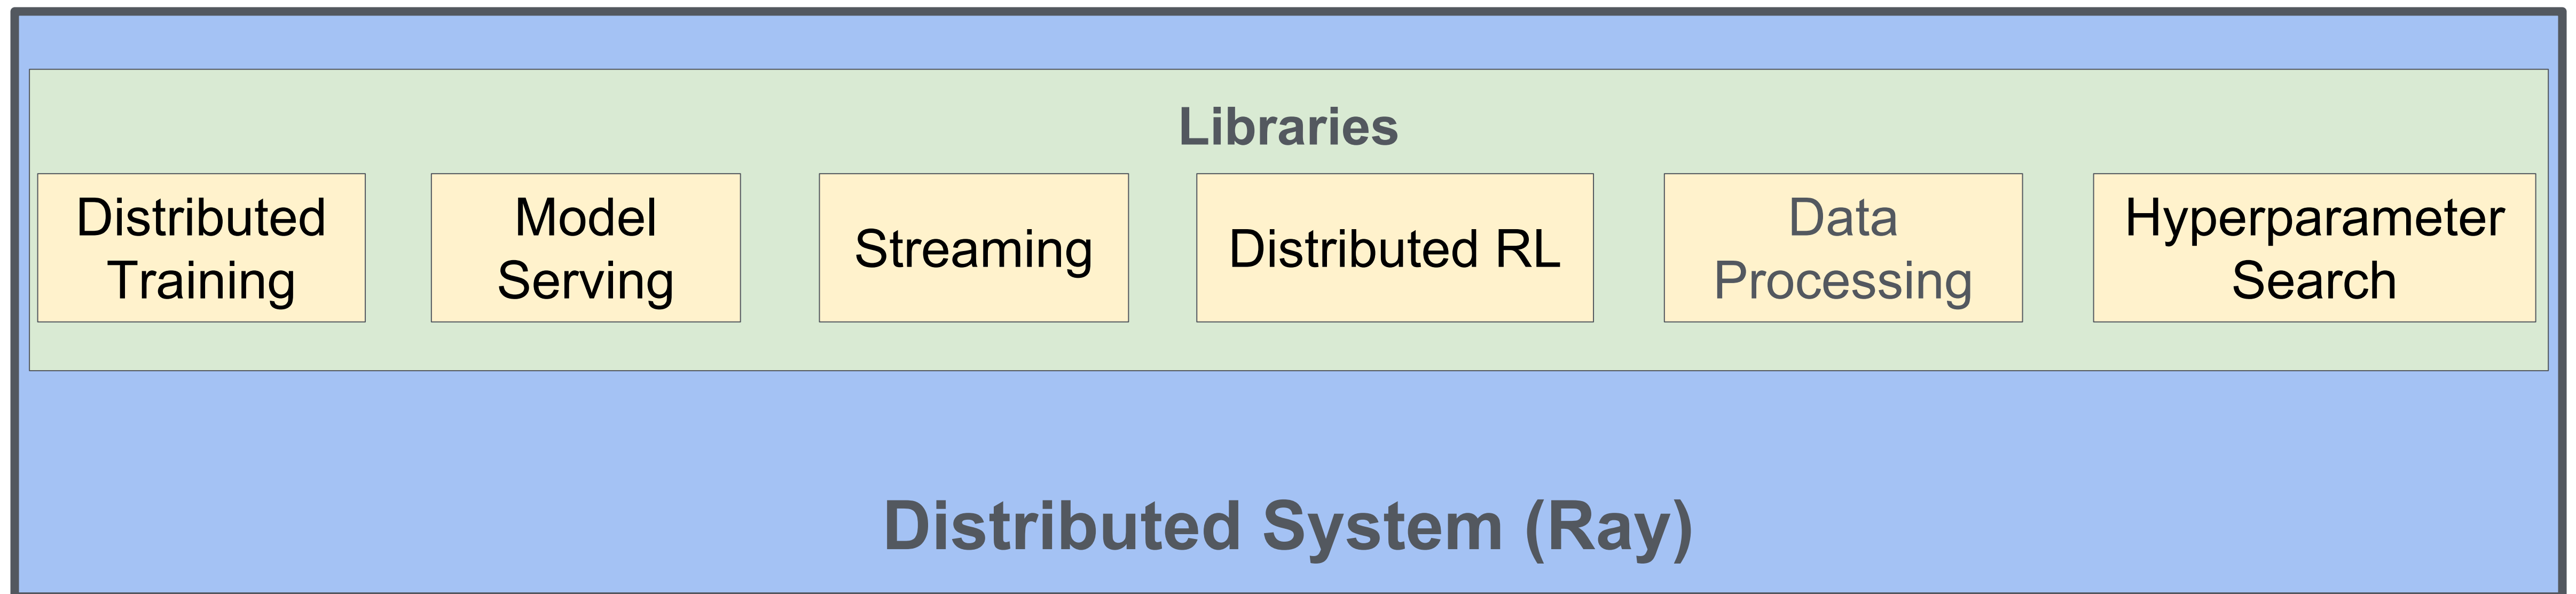 Libraries
Distributed
Training
Model
Serving
Streaming
Distributed RL
Data
Processing
Hyperparameter
Search
Distributed System (Ray)